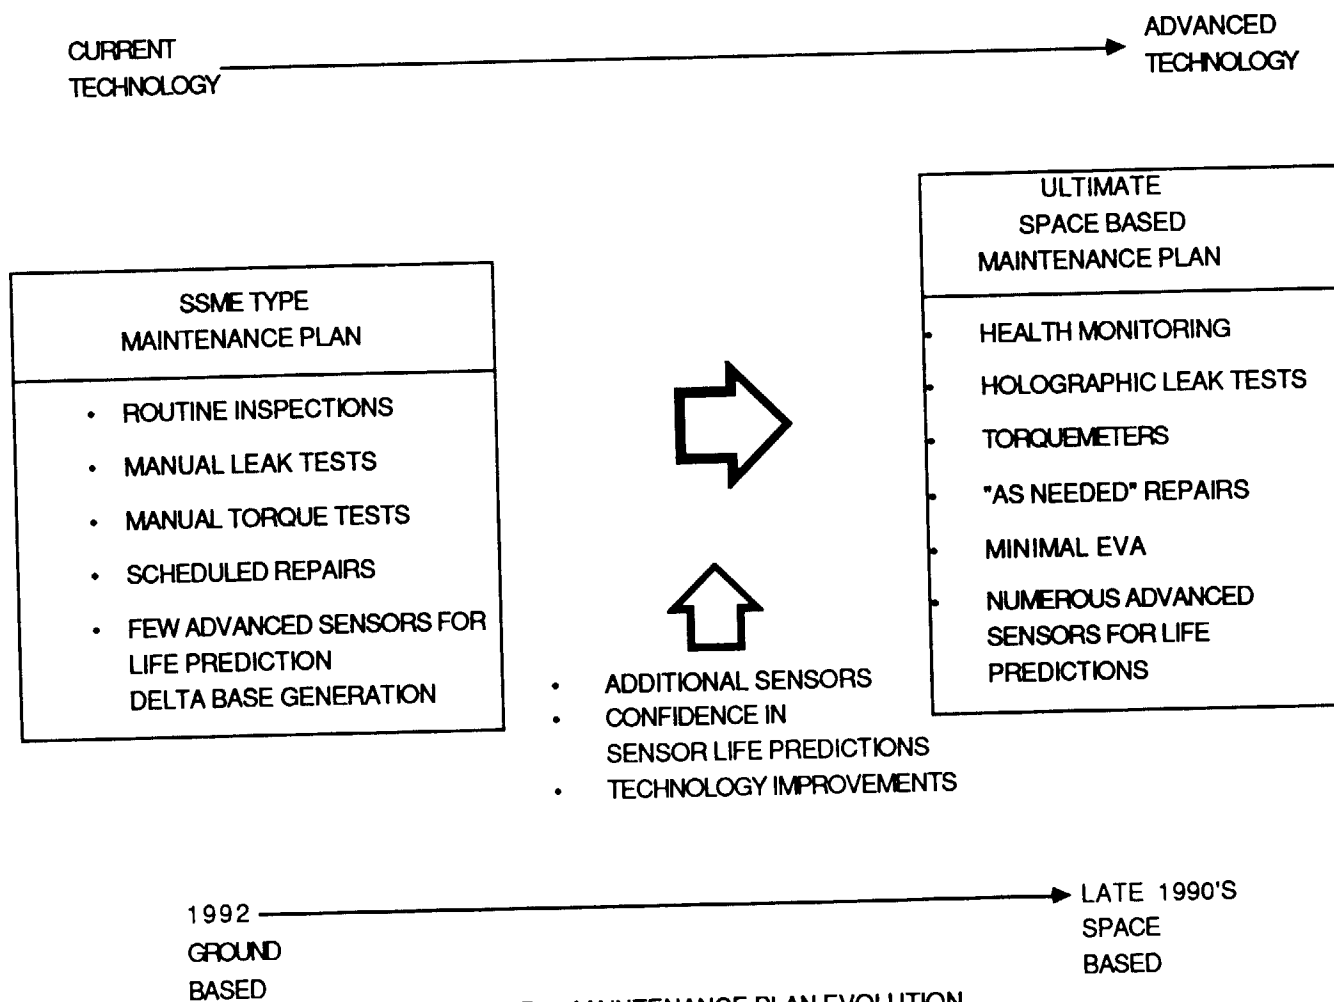 CURRENT
TECHNOLOGY
ADVANCED
TECHNOLOGY
SSME TYPE
MAINTENANCE PLAN
• ROUTINE INSPECTIONS
• MANUAL LEAK TESTS
• MANUAL TORQUE TESTS
• SCHEDULED REPAIRS
• FEW ADVANCED SENSORS FOR
LIFE PREDICTION
DELTA BASE GENERATION
• ADDITIONAL SENSORS
• CONFIDENCE IN
SENSOR LIFE PREDICTIONS
• TECHNOLOGY IMPROVEMENTS
ULTIMATE
SPACE BASED
MAINTENANCE PLAN
• HEALTH MONITORING
• HOLOGRAPHIC LEAK TESTS
• TORQUEMETERS
• "AS NEEDED" REPAIRS
• MINIMAL EVA
• NUMEROUS ADVANCED
SENSORS FOR LIFE
PREDICTIONS
1992
GROUND
BASED
LATE 1990'S
SPACE
BASED
MAINTENANCE PLAN EVOLUTION